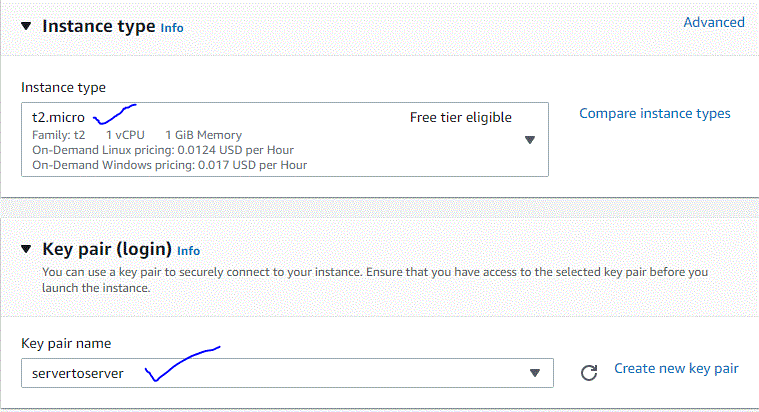 Instance type Info
Advanced
Instance type
t2.micro
Free tier eligible
Family: t2 1 vCPU 1 GiB Memory
On-Demand Linux pricing: 0.0124 USD per Hour
On-Demand Windows pricing: 0.017 USD per Hour
Compare instance types
Key pair (login) Info
You can use a key pair to securely connect to your instance. Ensure that you have access to the selected key pair before you
launch the instance.
Key pair name
servertoserver
Create new key pair